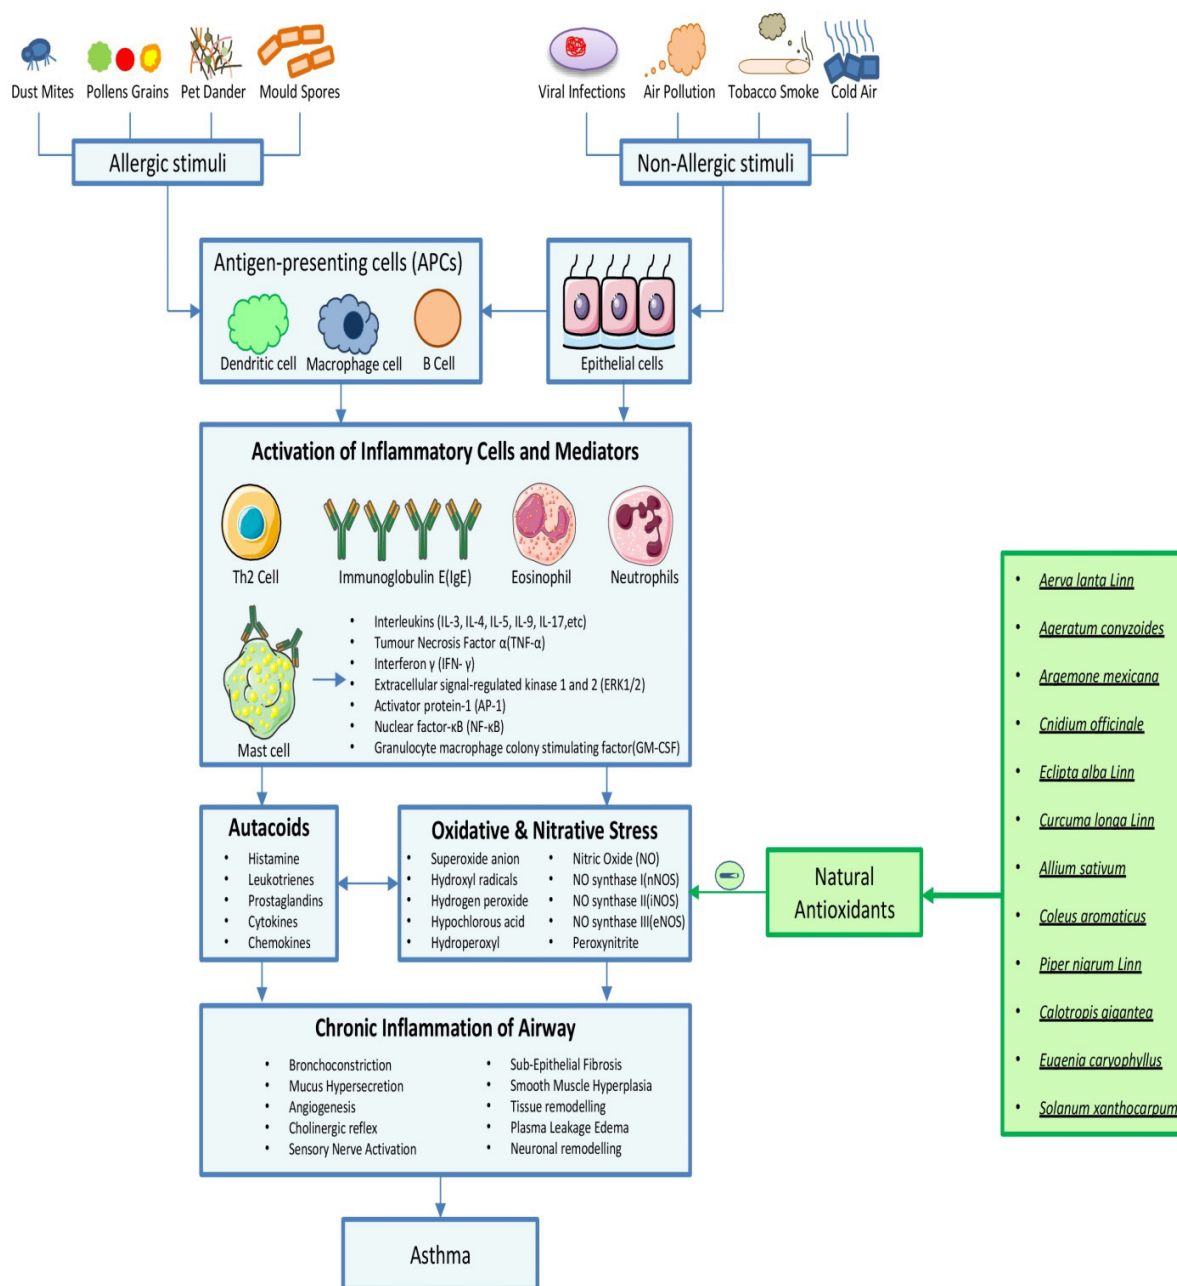 Dust Mites
Pollens Grains
Pet Dander
Mould Spores
Viral Infections
Air Pollution
Tobacco Smoke
Cold Air
Allergic stimuli
Non-Allergic stimuli
Antigen-presenting cells (APCs)
Dendritic cell
Macrophage cell
B Cell
Epithelial cells
Activation of Inflammatory Cells and Mediators
Th2 Cell
Immunoglobulin E(IgE)
Eosinophil
Neutrophils
Mast cell
• Interleukins (IL-3, IL-4, IL-5, IL-9, IL-17,etc)
• Tumour Necrosis Factor α(TNF-α)
• Interferon γ (IFN- γ)
• Extracellular signal-regulated kinase 1 and 2 (ERK1/2)
• Activator protein-1 (AP-1)
• Nuclear factor-κB (NF-κB)
• Granulocyte macrophage colony stimulating factor(GM-CSF)
Autacoids
• Histamine
• Leukotrienes
• Prostaglandins
• Cytokines
• Chemokines
Oxidative & Nitrative Stress
• Superoxide anion
• Hydroxyl radicals
• Hydrogen peroxide
• Hypochlorous acid
• Hydroperoxyl
• Nitric Oxide (NO)
• NO synthase I(nNOS)
• NO synthase II(iNOS)
• NO synthase III(eNOS)
• Peroxynitrite
Natural
Antioxidants
• Aerva lanta Linn
• Ageratum conyzoides
• Argemone mexicana
• Cnidium officinale
• Eclipta alba Linn
• Curcuma longa Linn
• Allium sativum
• Coleus aromaticus
• Piper nigrum Linn
• Calotropis gigantea
• Eugenia caryophyllus
• Solanum xanthocarpum
Chronic Inflammation of Airway
• Bronchoconstriction
• Mucus Hypersecretion
• Angiogenesis
• Cholinergic reflex
• Sensory Nerve Activation
• Sub-Epithelial Fibrosis
• Smooth Muscle Hyperplasia
• Tissue remodelling
• Plasma Leakage Edema
• Neuronal remodelling
Asthma